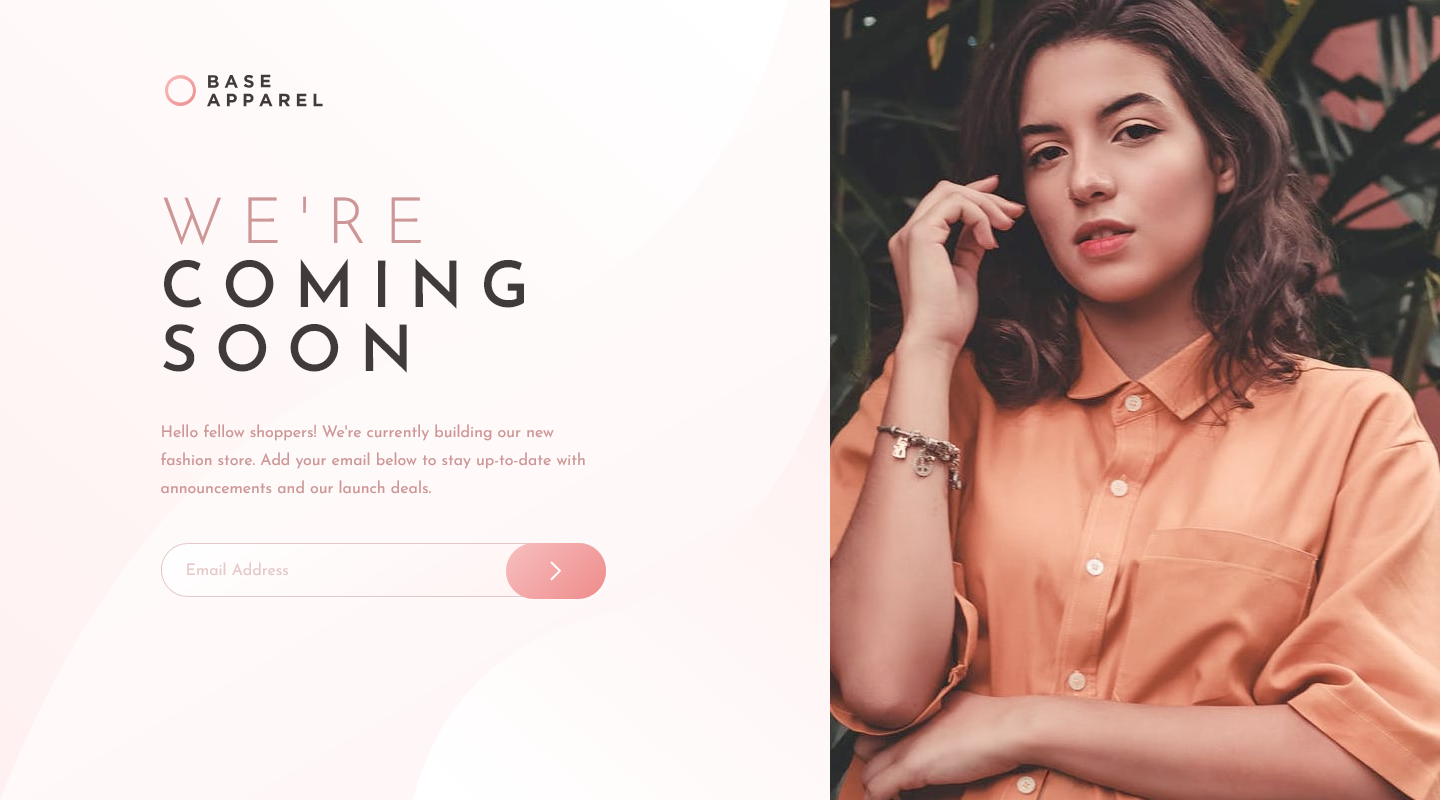 BASE
APPAREL
WE'RE
COMING
SOON
Hello fellow shoppers! We're currently building our new
fashion store. Add your email below to stay up-to-date with
announcements and our launch deals.
Email Address